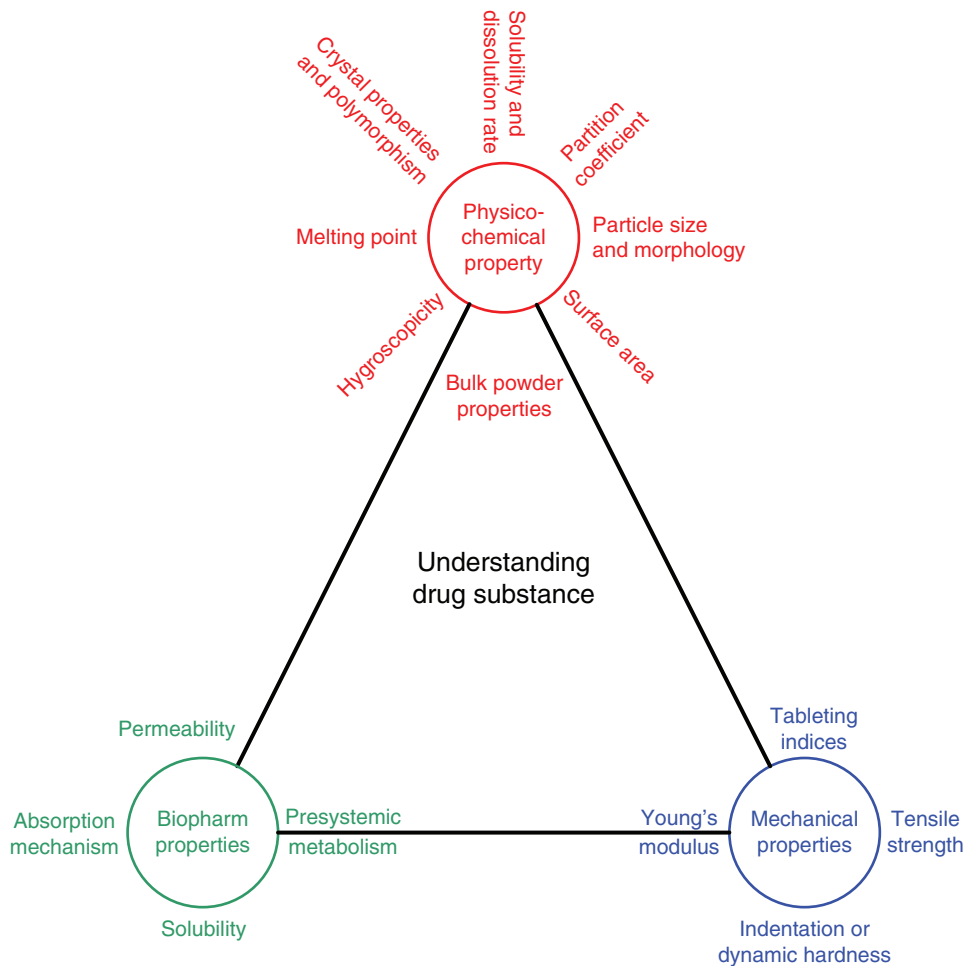 Solubility and
dissolution rate
Crystal properties
and polymorphism
Partition
coefficient
Physico-
chemical
property
Melting point
Particle size
and morphology
Hygroscopicity
Surface area
Bulk powder
properties
Understanding
drug substance
Permeability
Biopharm
properties
Absorption
mechanism
Presystemic
metabolism
Solubility
Tableting
indices
Young's
modulus
Mechanical
properties
Tensile
strength
Indentation or
dynamic hardness